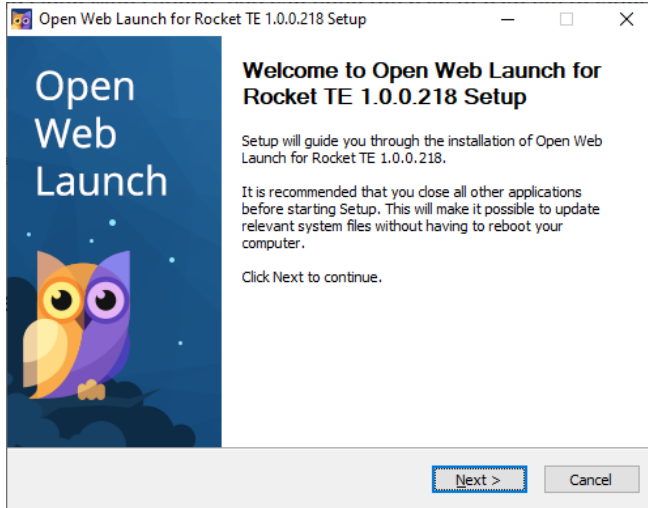 Open Web Launch for Rocket TE 1.0.0.218 Setup
Open
Web
Launch
Welcome to Open Web Launch for
Rocket TE 1.0.0.218 Setup
Setup will guide you through the installation of Open Web
Launch for Rocket TE 1.0.0.218.
It is recommended that you close all other applications
before starting Setup. This will make it possible to update
relevant system files without having to reboot your
computer.
Click Next to continue.
Next >
Cancel